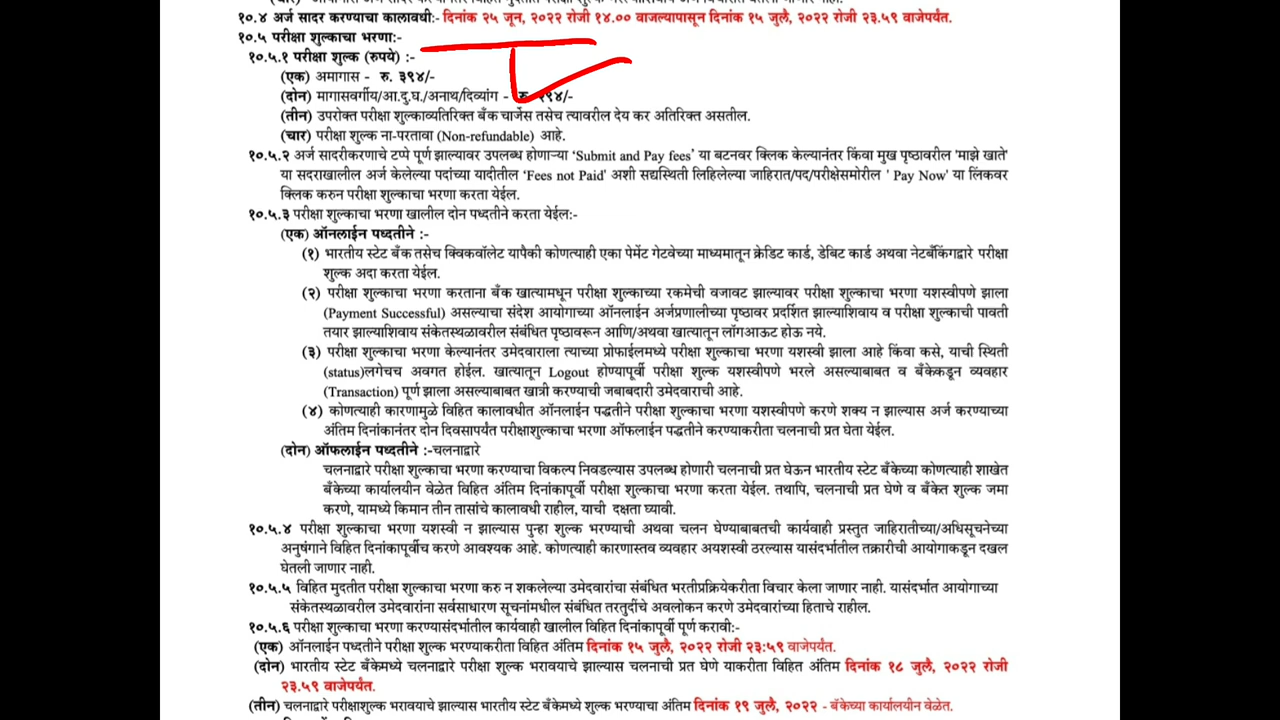 १०.४ अर्ज सादर करण्याचा कालावधी:- दिनांक २५ जून, २०२२ रोजी १४.०० वाजल्यापासून दिनांक १५ जुलै, २०२२ रोजी २३.५९ वाजेपर्यंत.
१०.५ परीक्षा शुल्काचा भरणा:-
१०.५.१ परीक्षा शुल्क (रुपये) :-
(एक) अमागास - रु. ३९४/-
(दोन) मागासवर्गीय/आ.दु.घ./अनाथ/दिव्यांग - रु. २९४/-
(तीन) उपरोक्त परीक्षा शुल्काव्यतिरिक्त बँक चार्जेस तसेच त्यावरील देय कर अतिरिक्त असतील.
(चार) परीक्षा शुल्क ना-परतावा (Non-refundable) आहे.
१०.५.२ अर्ज सादरीकरणाचे टप्पे पूर्ण झाल्यावर उपलब्ध होणाऱ्या ‘Submit and Pay fees’ या बटनवर क्लिक केल्यानंतर किंवा मुख पृष्ठावरील 'माझे खाते'
या सदराखालील अर्ज केलेल्या पदांच्या यादीतील ‘Fees not Paid' अशी सद्यस्थिती लिहिलेल्या जाहिरात/पद/परीक्षेसमोरील ' Pay Now' या लिंकवर
क्लिक करुन परीक्षा शुल्काचा भरणा करता येईल.
१०.५.३ परीक्षा शुल्काचा भरणा खालील दोन पध्दतीने करता येईल:-
(एक) ऑनलाईन पध्दतीने :-
(१) भारतीय स्टेट बँक तसेच क्विकवॉलेट यापैकी कोणत्याही एका पेमेंट गेटवेच्या माध्यमातून क्रेडिट कार्ड, डेबिट कार्ड अथवा नेटबँकिंगद्वारे परीक्षा
शुल्क अदा करता येईल.
(२) परीक्षा शुल्काचा भरणा करताना बँक खात्यामधून परीक्षा शुल्काच्या रकमेची वजावट झाल्यावर परीक्षा शुल्काचा भरणा यशस्वीपणे झाला
(Payment Successful) असल्याचा संदेश आयोगाच्या ऑनलाईन अर्जप्रणालीच्या पृष्ठावर प्रदर्शित झाल्याशिवाय व परीक्षा शुल्काची पावती
तयार झाल्याशिवाय संकेतस्थळावरील संबंधित पृष्ठावरून आणि/अथवा खात्यातून लॉगआऊट होऊ नये.
(३) परीक्षा शुल्काचा भरणा केल्यानंतर उमेदवाराला त्याच्या प्रोफाईलमध्ये परीक्षा शुल्काचा भरणा यशस्वी झाला आहे किंवा कसे, याची स्थिती
(status)लगेचच अवगत होईल. खात्यातून Logout होण्यापूर्वी परीक्षा शुल्क यशस्वीपणे भरले असल्याबाबत व बँकेकडून व्यवहार
(Transaction) पूर्ण झाला असल्याबाबत खात्री करण्याची जबाबदारी उमेदवाराची आहे.
(४) कोणत्याही कारणामुळे विहित कालावधीत ऑनलाईन पद्धतीने परीक्षा शुल्काचा भरणा यशस्वीपणे करणे शक्य न झाल्यास अर्ज करण्याच्या
अंतिम दिनांकानंतर दोन दिवसापर्यंत परीक्षाशुल्काचा भरणा ऑफलाईन पद्धतीने करण्याकरीता चलनाची प्रत घेता येईल.
(दोन) ऑफलाईन पध्दतीने :-चलनाद्वारे
चलनाद्वारे परीक्षा शुल्काचा भरणा करण्याचा विकल्प निवडल्यास उपलब्ध होणारी चलनाची प्रत घेऊन भारतीय स्टेट बँकेच्या कोणत्याही शाखेत
बँकेच्या कार्यालयीन वेळेत विहित अंतिम दिनांकापूर्वी परीक्षा शुल्काचा भरणा करता येईल. तथापि, चलनाची प्रत घेणे व बँकेत शुल्क जमा
करणे, यामध्ये किमान तीन तासांचे कालावधी राहील, याची दक्षता घ्यावी.
१०.५.४ परीक्षा शुल्काचा भरणा यशस्वी न झाल्यास पुन्हा शुल्क भरण्याची अथवा चलन घेण्याबाबतची कार्यवाही प्रस्तुत जाहिरातीच्या/अधिसूचनेच्या
अनुषंगाने विहित दिनांकापूर्वीच करणे आवश्यक आहे. कोणत्याही कारणास्तव व्यवहार अयशस्वी ठरल्यास यासंदर्भातील तक्रारीची आयोगाकडून दखल
घेतली जाणार नाही.
१०.५.५ विहित मुदतीत परीक्षा शुल्काचा भरणा करु न शकलेल्या उमेदवारांचा संबंधित भरतीप्रक्रियेकरीता विचार केला जाणार नाही. यासंदर्भात आयोगाच्या
संकेतस्थळावरील उमेदवारांना सर्वसाधारण सूचनांमधील संबंधित तरतुदींचे अवलोकन करणे उमेदवारांच्या हिताचे राहील.
१०.५.६ परीक्षा शुल्काचा भरणा करण्यासंदर्भातील कार्यवाही खालील विहित दिनांकापूर्वी पूर्ण करावी:-
(एक) ऑनलाईन पध्दतीने परीक्षा शुल्क भरण्याकरीता विहित अंतिम दिनांक १५ जुलै, २०२२ रोजी २३:५९ वाजेपर्यंत.
(दोन) भारतीय स्टेट बँकेमध्ये चलनाद्वारे परीक्षा शुल्क भरावयाचे झाल्यास चलनाची प्रत घेणे याकरीता विहित अंतिम दिनांक १८ जुलै, २०२२ रोजी
२३.५९ वाजेपर्यंत.
(तीन) चलनाद्वारे परीक्षाशुल्क भरावयाचे झाल्यास भारतीय स्टेट बँकेमध्ये शुल्क भरण्याचा अंतिम दिनांक १९ जुलै, २०२२ - बँकेच्या कार्यालयीन वेळेत.